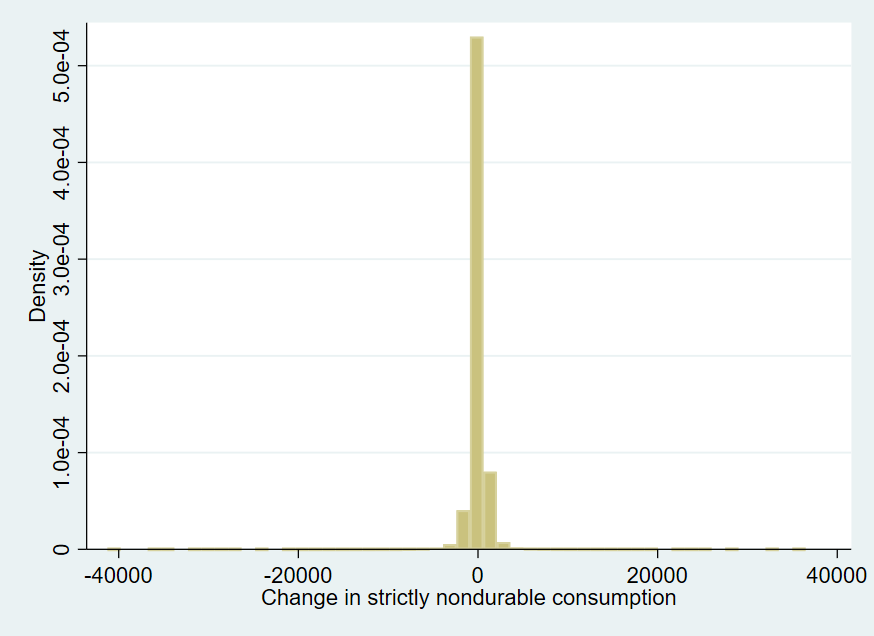 Density
5.0e-04
4.0e-04
3.0e-04
2.0e-04
1.0e-04
0
-40000 -20000 0 20000 40000
Change in strictly nondurable consumption